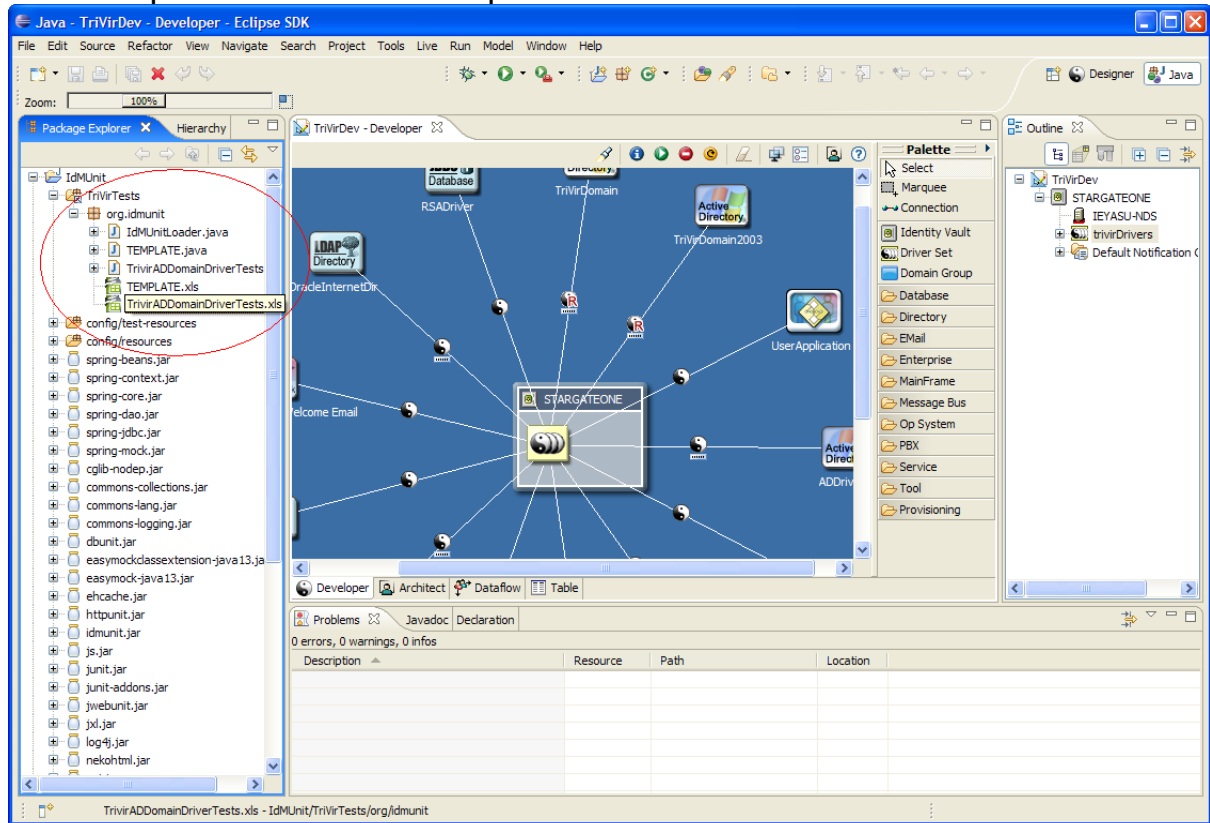 Java - TriVirDev - Developer - Eclipse SDK
File Edit Source Refactor View Navigate Search Project Tools Live Run Model Window Help
Designer Java
Zoom: 100%
Package Explorer Hierarchy
IdMUnit
TriVirTests
org.idmunit
IdMUnitLoader.java
TEMPLATE.java
TrivirADDomainDriverTests
TEMPLATE.xls
TrivirADDomainDriverTests.xls
config/test-resources
config/resources
spring-beans.jar
spring-context.jar
spring-core.jar
spring-dao.jar
spring-jdbc.jar
spring-mock.jar
cglib-nodep.jar
commons-collections.jar
commons-lang.jar
commons-logging.jar
dbunit.jar
easymockclassextension-java13.ja
easymock-java13.jar
ehcache.jar
httpunit.jar
idmunit.jar
js.jar
junit.jar
junit-addons.jar
jwebunit.jar
jxl.jar
log4j.jar
nekohtml.jar
TriVirDev - Developer
Database
RSADriver
Directory
TriVirDomain
Active Directory
TriVirDomain2003
LDAP
Directory
OracleInternetDir
UserApplication
STARGATEONE
elcome Email
Active
Direct
ADDriv
Palette
Select
Marquee
Connection
Identity Vault
Driver Set
Domain Group
Database
Directory
EMail
Enterprise
MainFrame
Message Bus
Op System
PBX
Service
Tool
Provisioning
Developer Architect Dataflow Table
Outline
TriVirDev
STARGATEONE
IEYASU-NDS
trivirDrivers
Default Notification C
Problems Javadoc Declaration
0 errors, 0 warnings, 0 infos
Description Resource Path Location
TrivirADDomainDriverTests.xls - IdMUnit/TriVirTests/org/idmunit